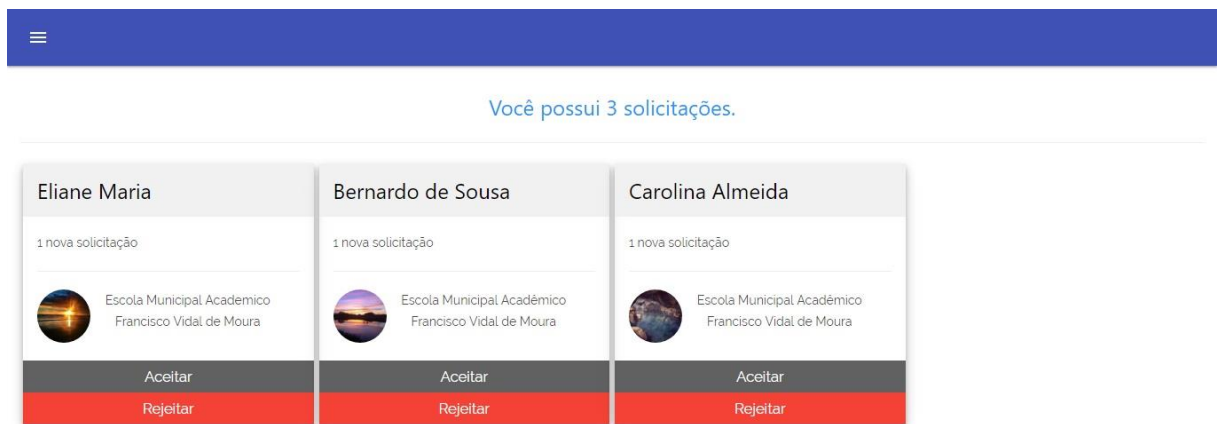 Você possui 3 solicitações.
Eliane Maria
1 nova solicitação
Escola Municipal Academico
Francisco Vidal de Moura
Aceitar
Rejeitar
Bernardo de Sousa
1 nova solicitação
Escola Municipal Acadêmico
Francisco Vidal de Moura
Aceitar
Rejeitar
Carolina Almeida
1 nova solicitação
Escola Municipal Acadêmico
Francisco Vidal de Moura
Aceitar
Rejeitar